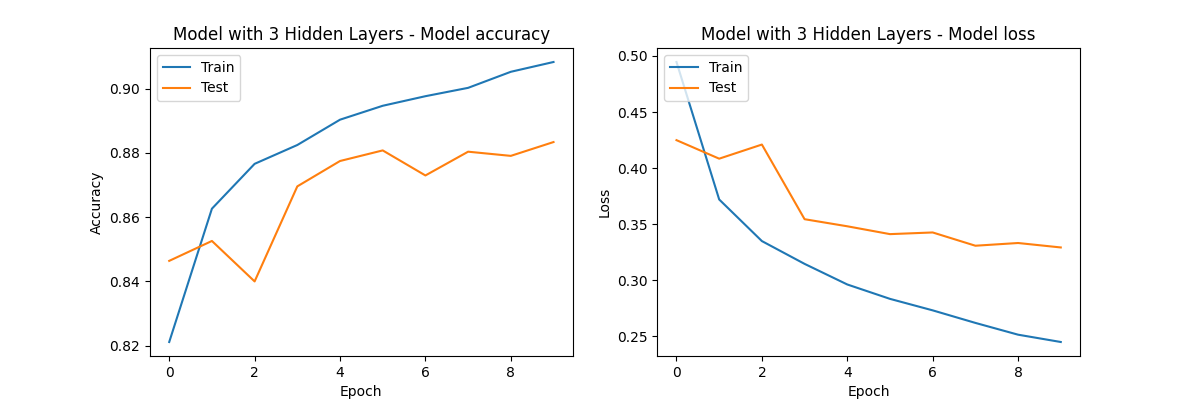 Model with 3 Hidden Layers - Model accuracy
Train
Test
0.90
0.88
0.86
0.84
0.82
Accuracy
0 2 4 6 8
Epoch
Model with 3 Hidden Layers - Model loss
Train
Test
0.50
0.45
0.40
0.35
0.30
0.25
Loss
0 2 4 6 8
Epoch